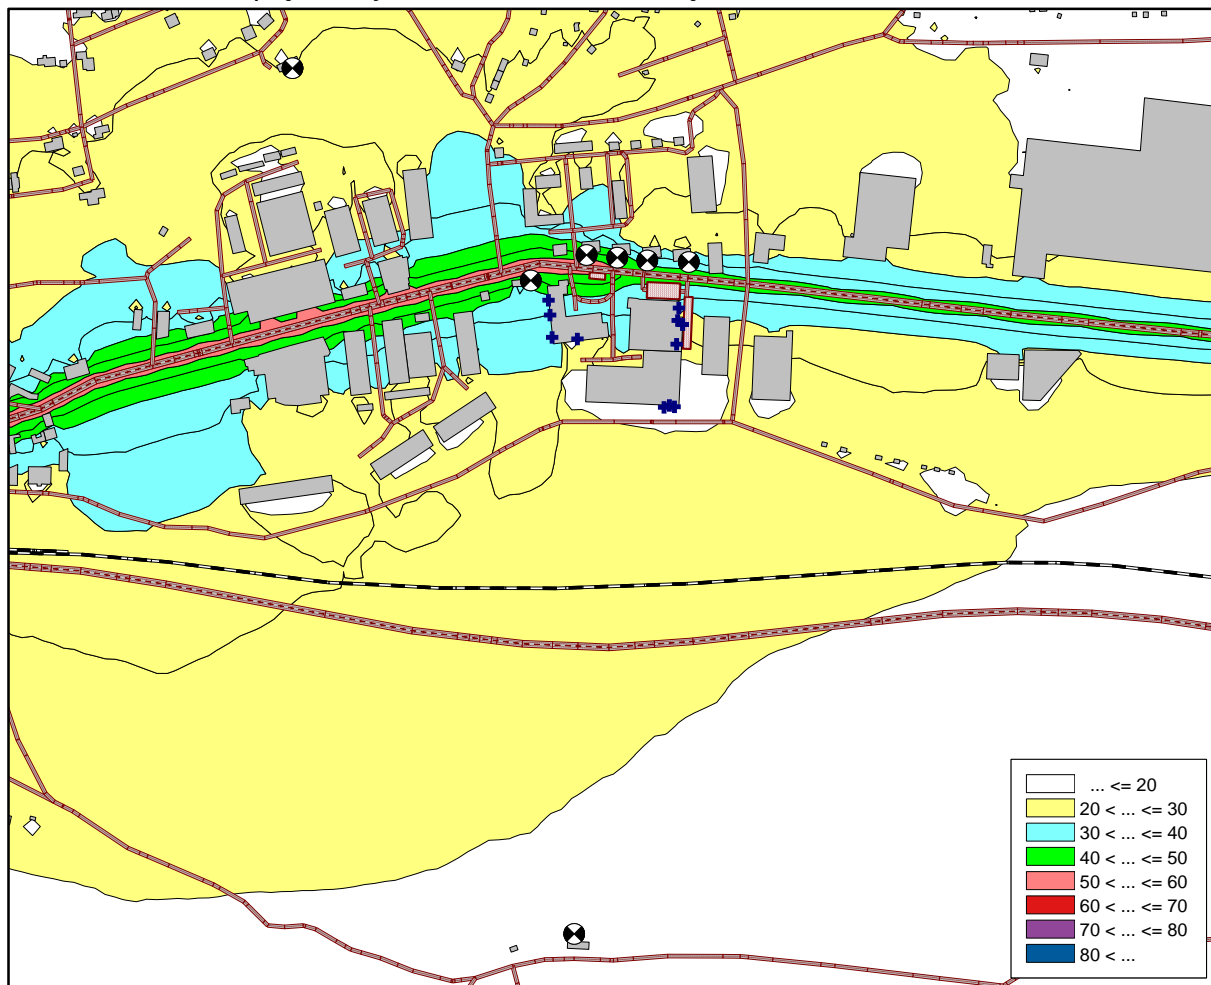 ... <= 20
20 < ... <= 30
30 < ... <= 40
40 < ... <= 50
50 < ... <= 60
60 < ... <= 70
70 < ... <= 80
80 < ...